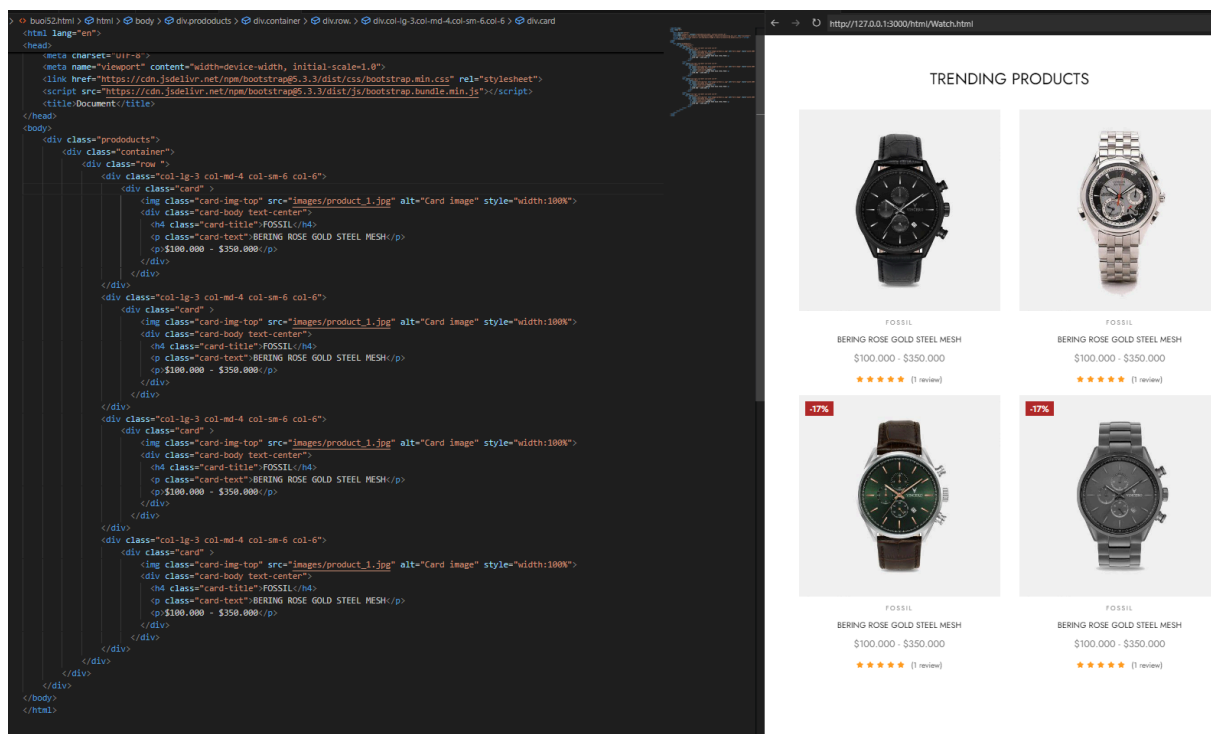 buoi52.html > html > body > div.prododucts > div.container > div.row. > div.col-lg-3.col-md-4.col-sm-6.col-6 > div.card
<html lang="en">
<head>
<meta charset="UTF-8">
<meta name="viewport" content="width=device-width, initial-scale=1.0">
<link href="https://cdn.jsdelivr.net/npm/bootstrap@5.3.3/dist/css/bootstrap.min.css" rel="stylesheet">
<script src="https://cdn.jsdelivr.net/npm/bootstrap@5.3.3/dist/js/bootstrap.bundle.min.js"></script>
<title>Document</title>
</head>
<body>
<div class="prododucts">
<div class="container">
<div class="row ">
<div class="col-lg-3 col-md-4 col-sm-6 col-6">
<div class="card" >
<img class="card-img-top" src="images/product_1.jpg" alt="Card image" style="width:100%">
<div class="card-body text-center">
<h4 class="card-title">FOSSIL</h4>
<p class="card-text">BERING ROSE GOLD STEEL MESH</p>
<p>$100.000 - $350.000</p>
</div>
</div>
</div>
<div class="col-lg-3 col-md-4 col-sm-6 col-6">
<div class="card" >
<img class="card-img-top" src="images/product_1.jpg" alt="Card image" style="width:100%">
<div class="card-body text-center">
<h4 class="card-title">FOSSIL</h4>
<p class="card-text">BERING ROSE GOLD STEEL MESH</p>
<p>$100.000 - $350.000</p>
</div>
</div>
</div>
<div class="col-lg-3 col-md-4 col-sm-6 col-6">
<div class="card" >
<img class="card-img-top" src="images/product_1.jpg" alt="Card image" style="width:100%">
<div class="card-body text-center">
<h4 class="card-title">FOSSIL</h4>
<p class="card-text">BERING ROSE GOLD STEEL MESH</p>
<p>$100.000 - $350.000</p>
</div>
</div>
</div>
<div class="col-lg-3 col-md-4 col-sm-6 col-6">
<div class="card" >
<img class="card-img-top" src="images/product_1.jpg" alt="Card image" style="width:100%">
<div class="card-body text-center">
<h4 class="card-title">FOSSIL</h4>
<p class="card-text">BERING ROSE GOLD STEEL MESH</p>
<p>$100.000 - $350.000</p>
</div>
</div>
</div>
</div>
</div>
</div>
</body>
</html>
http://127.0.0.1:3000/html/Watch.html
TRENDING PRODUCTS
FOSSIL
BERING ROSE GOLD STEEL MESH
$100.000 - $350.000
(1 review)
FOSSIL
BERING ROSE GOLD STEEL MESH
$100.000 - $350.000
(1 review)
-17%
FOSSIL
BERING ROSE GOLD STEEL MESH
$100.000 - $350.000
(1 review)
-17%
FOSSIL
BERING ROSE GOLD STEEL MESH
$100.000 - $350.000
(1 review)